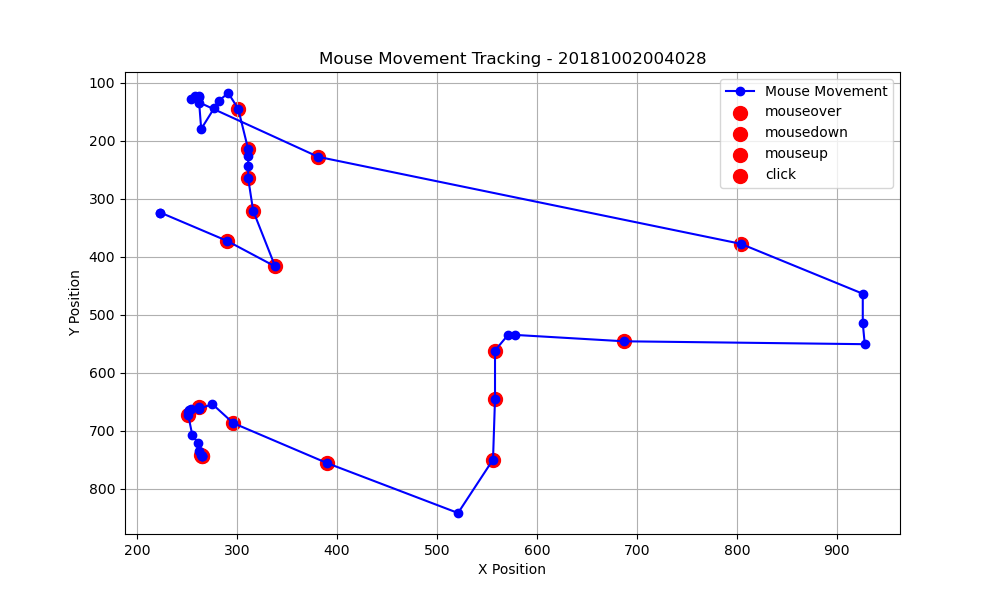 Mouse Movement Tracking - 20181002004028
Mouse Movement
mouseover
mousedown
mouseup
click
100
200
300
400
500
600
700
800
Y Position
200 300 400 500 600 700 800 900
X Position